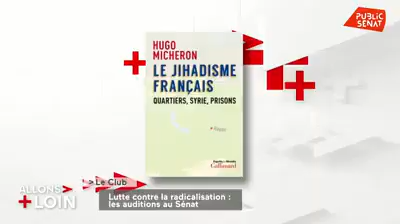 PUBLIC
SÉNAT
HUGO
MICHERON
LE JIHADISME
FRANÇAIS
QUARTIERS, SYRIE, PRISONS
Gallimard
Le Club
ALLONS
+ LOIN
Lutte contre la radicalisation :
les auditions au Sénat